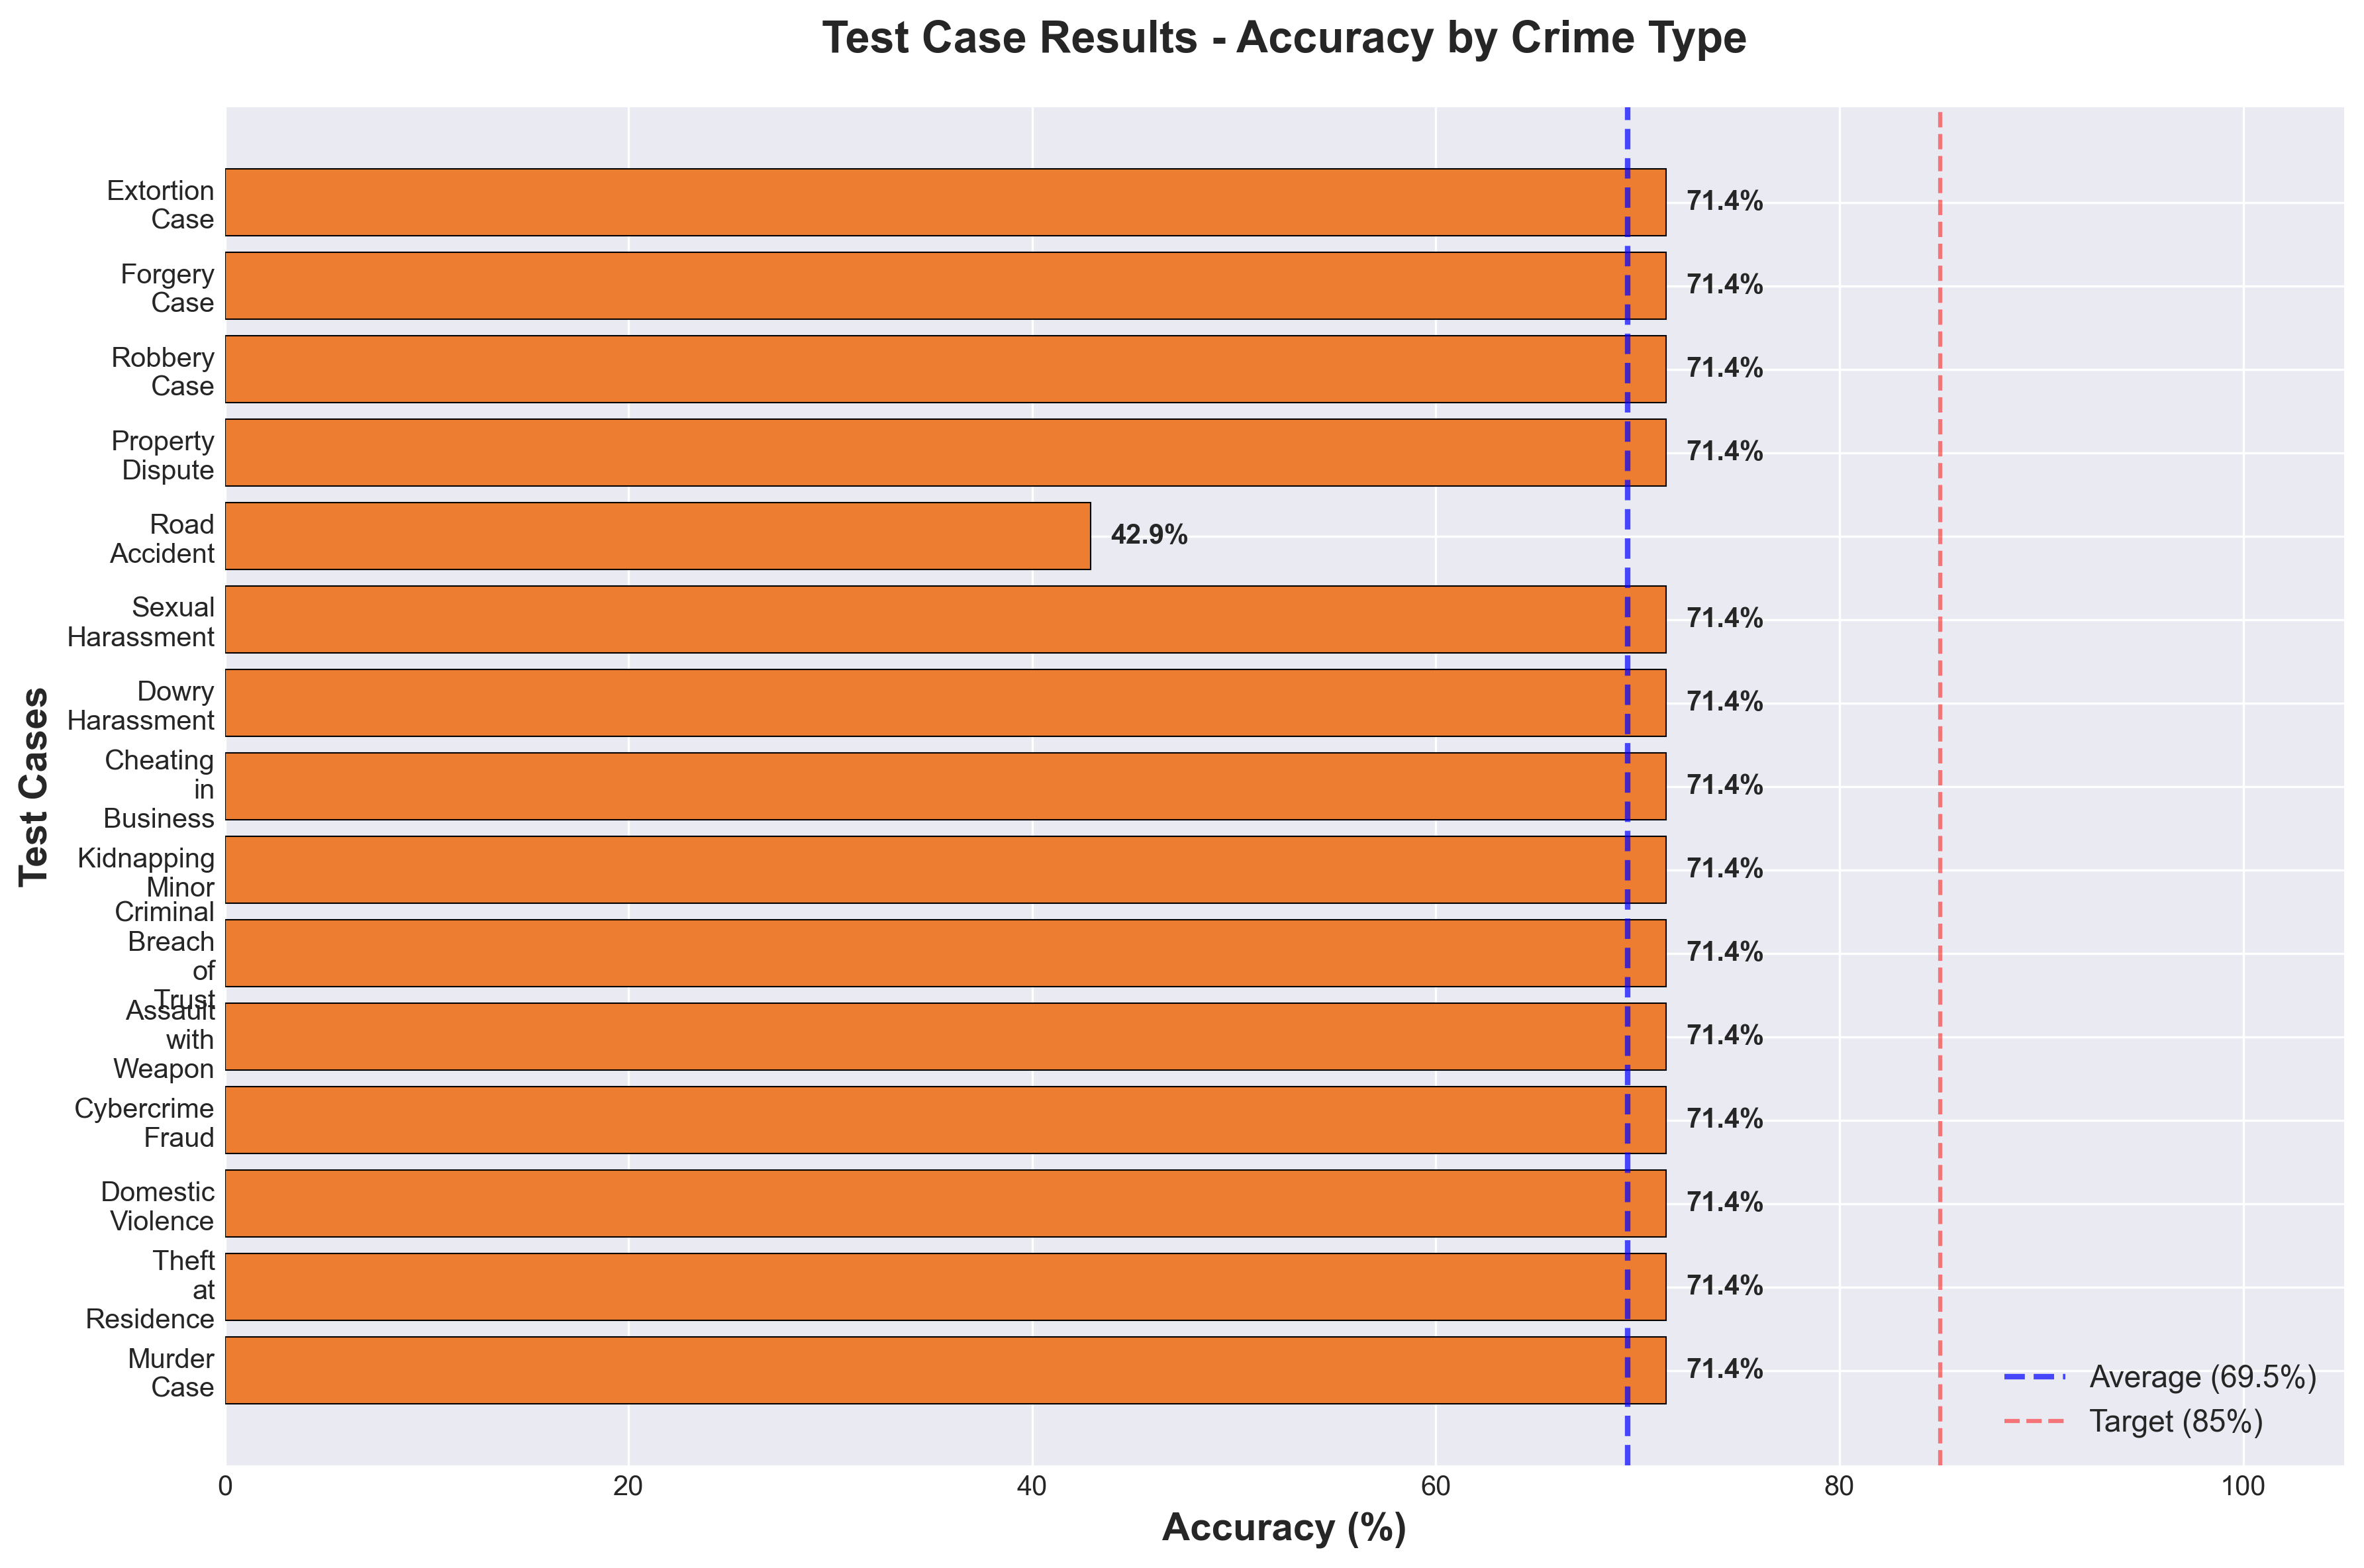 Test Case Results - Accuracy by Crime Type
Extortion
Case
71.4%
Forgery
Case
71.4%
Robbery
Case
71.4%
Property
Dispute
71.4%
Road
Accident
42.9%
Sexual
Harassment
71.4%
Dowry
Harassment
71.4%
Cheating
in
Business
71.4%
Kidnapping
Minor
71.4%
Criminal
Breach
of
Trust
71.4%
Assault
with
Weapon
71.4%
Cybercrime
Fraud
71.4%
Domestic
Violence
71.4%
Theft
at
Residence
71.4%
Murder
Case
71.4%
Test Cases
Average (69.5%)
Target (85%)
0 20 40 60 80 100
Accuracy (%)